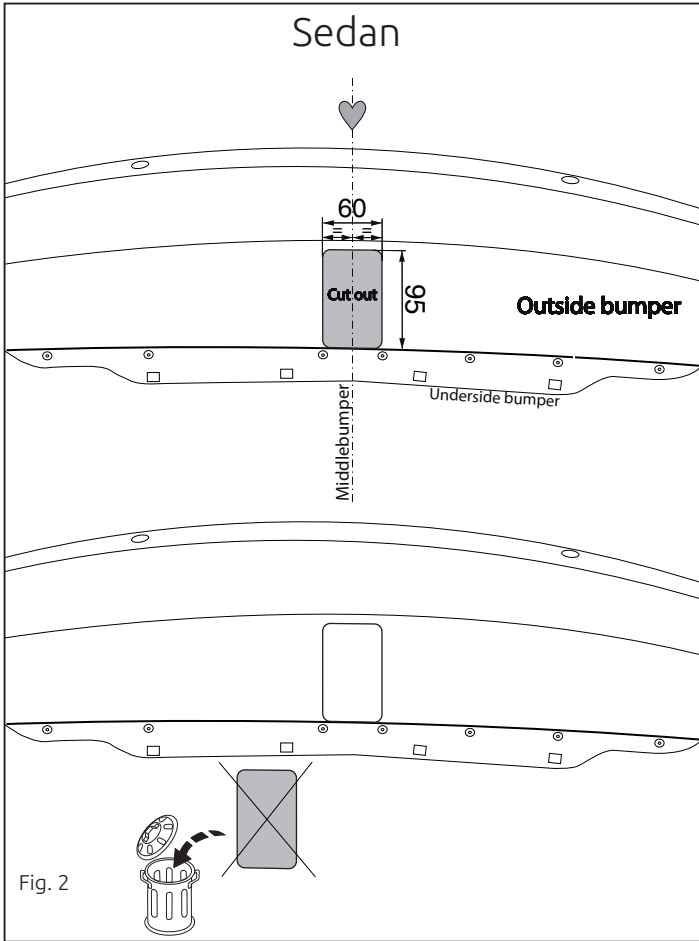 Sedan
60
= =
Cut out
95
Outside bumper
Underside bumper
Middlebumper
Fig. 2